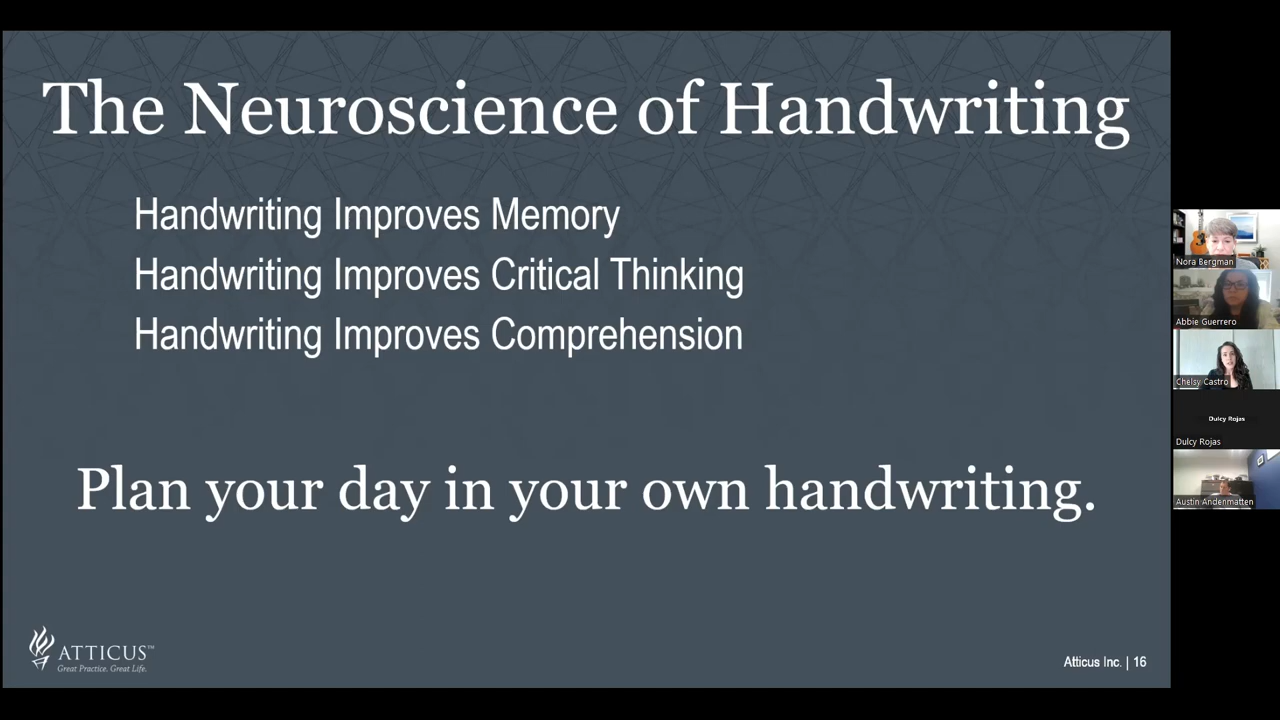 The Neuroscience of Handwriting
Handwriting Improves Memory
Handwriting Improves Critical Thinking
Handwriting Improves Comprehension
Plan your day in your own handwriting.
ATTICUS™
Great Practice. Great Life.
Atticus Inc. | 16
Nora Bergman
Abbie Guerrero
Chelsy Castro
Dulcy Rojas
Dulcy Rojas
Austin Andenmatten